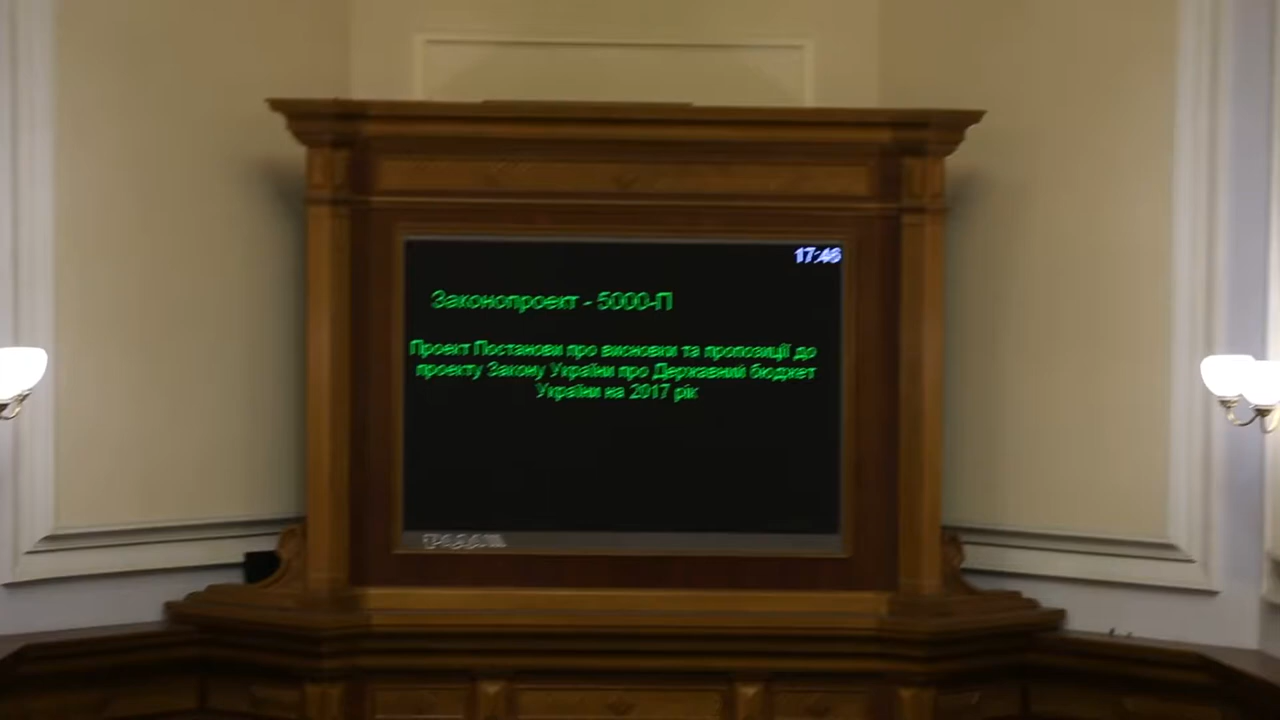 17:46
Законопроект - 5000-П
Проект Постанови про висновки та пропозиції до
проекту Закону України про Державний бюджет
України на 2017 рік